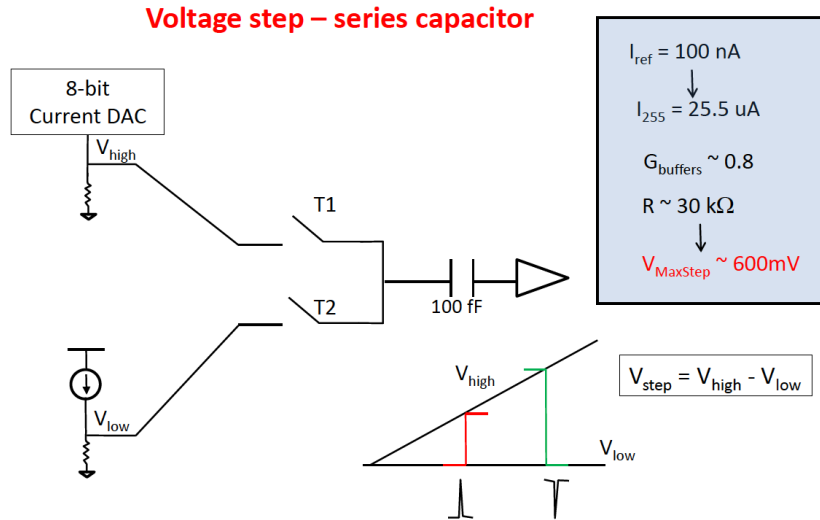 Voltage step – series capacitor
8-bit
Current DAC
V_high
T1
T2
100 fF
V_low
I_ref = 100 nA
I_255 = 25.5 uA
G_buffers ~ 0.8
R ~ 30 kΩ
V_MaxStep ~ 600mV
V_high
V_low
V_step = V_high - V_low